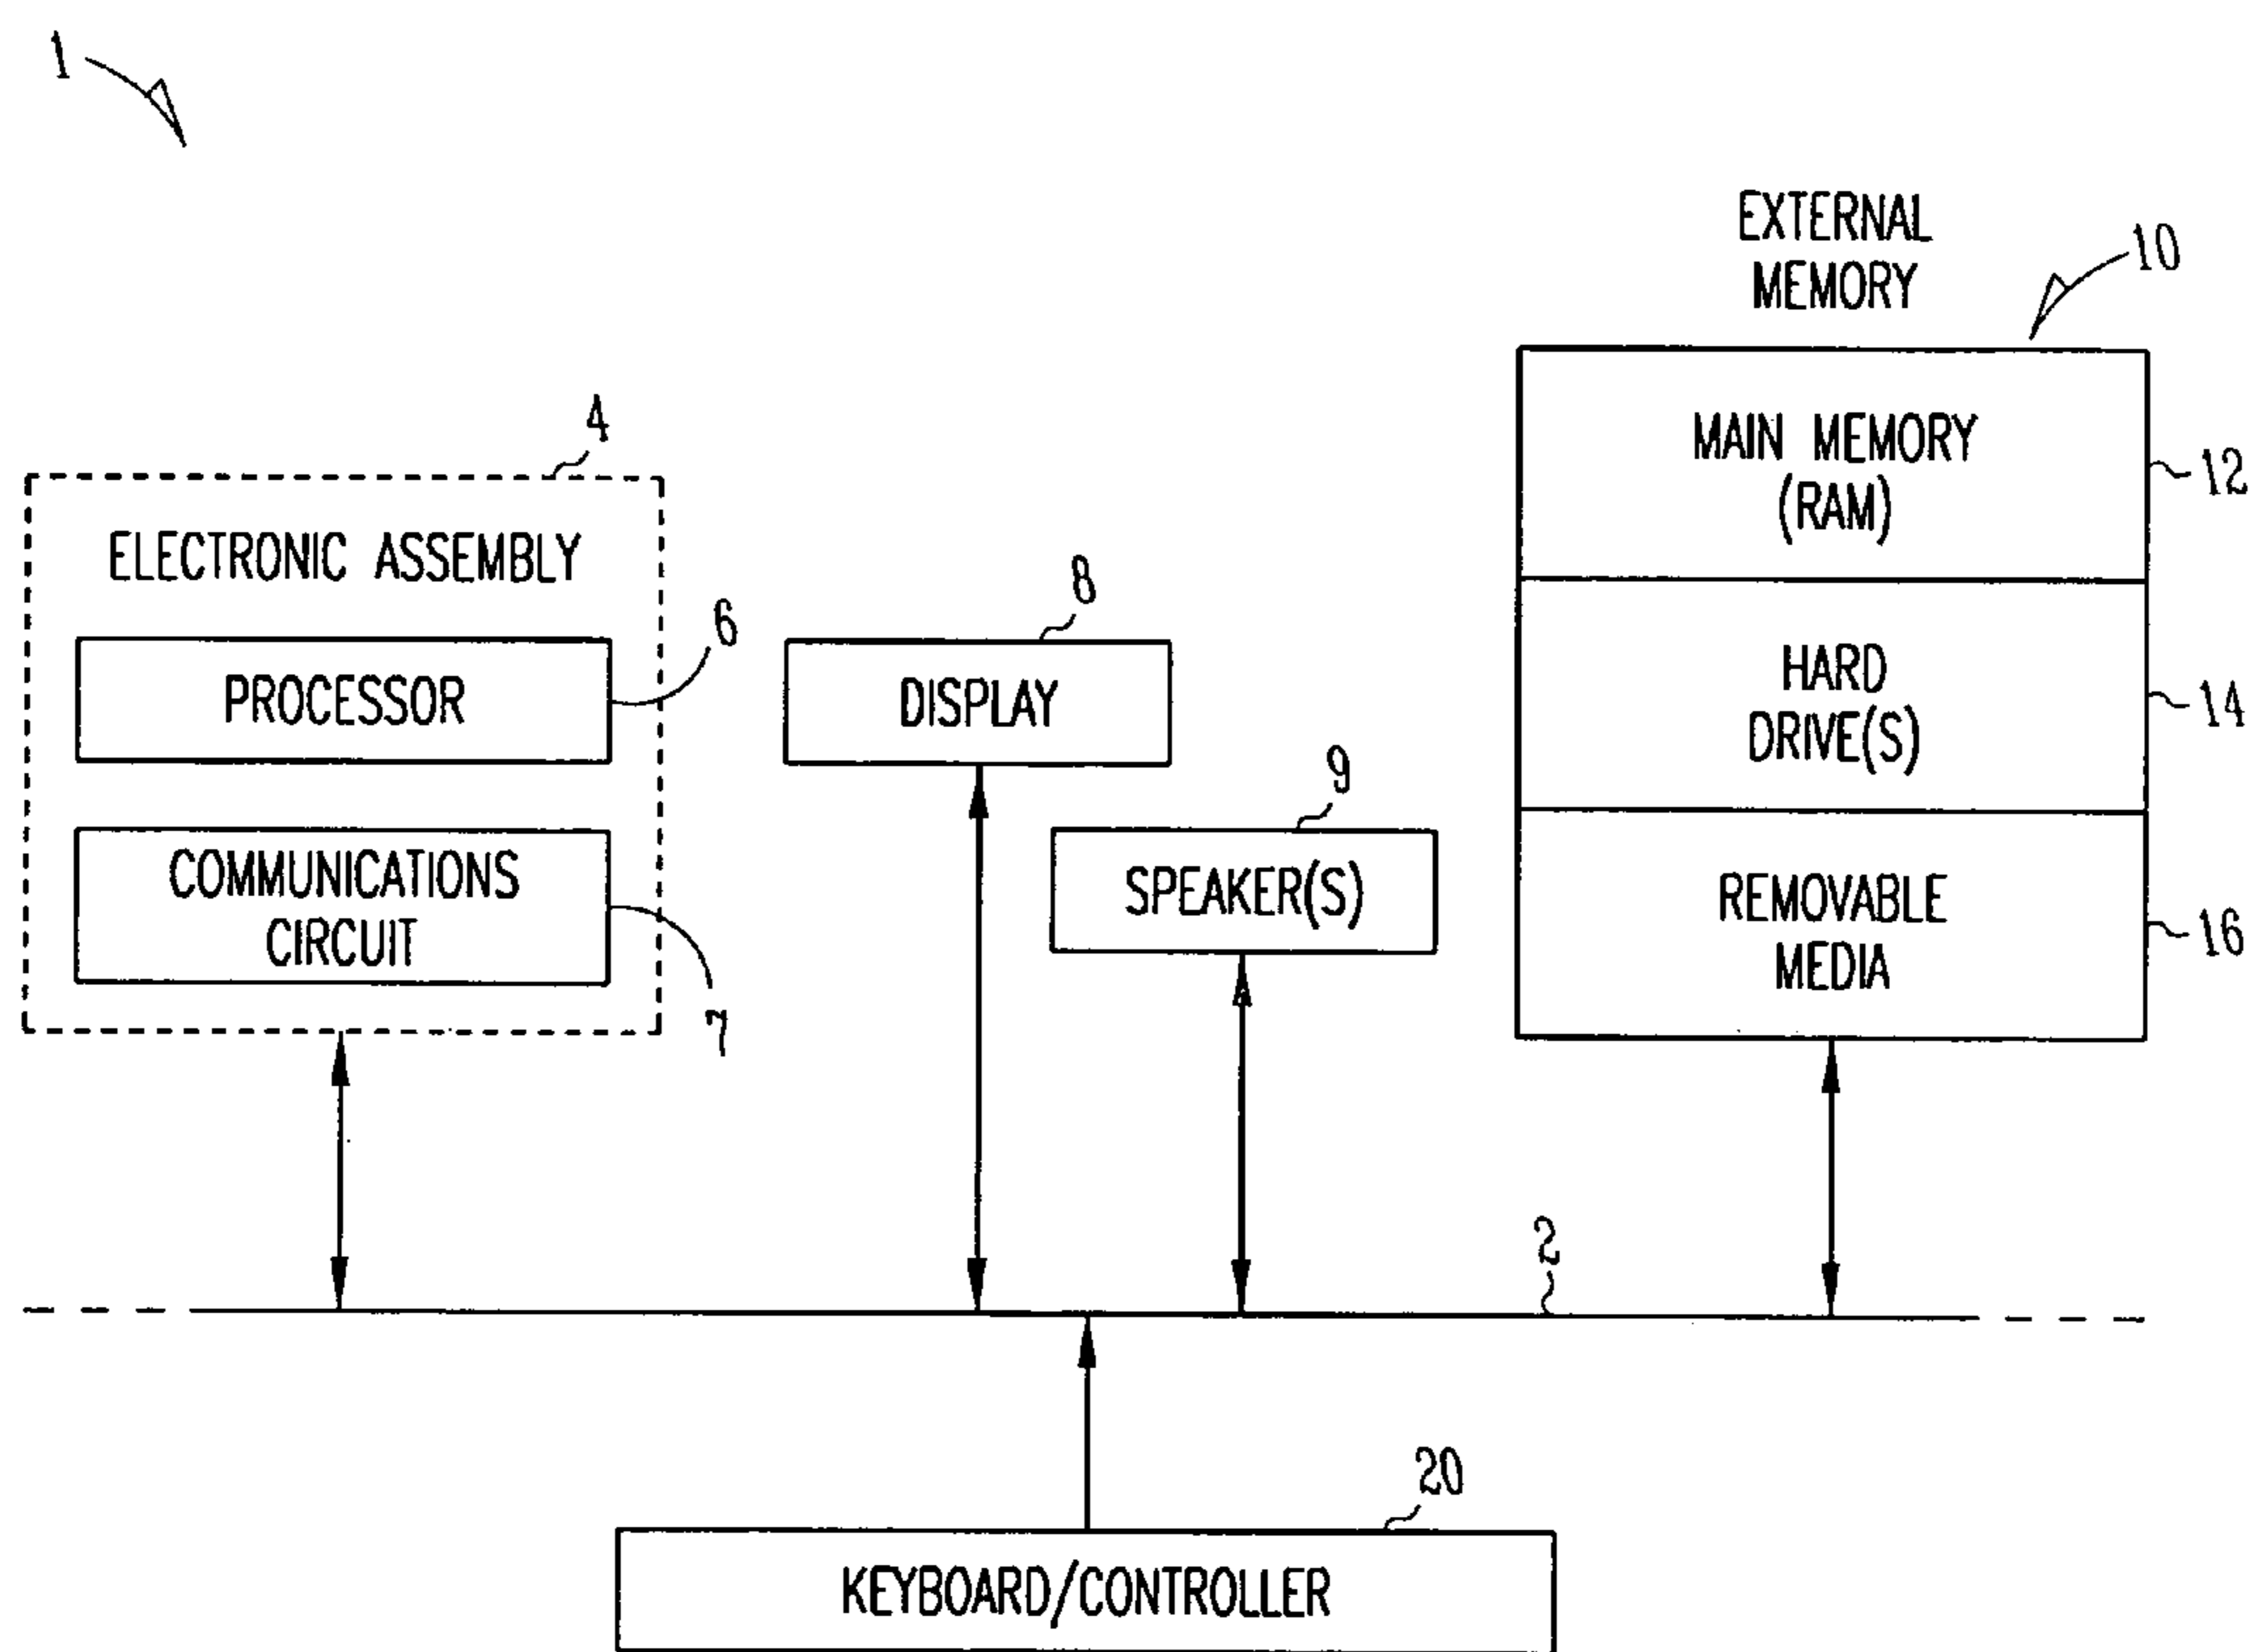 1
EXTERNAL
MEMORY
10
MAIN MEMORY
(RAM)
12
HARD
DRIVE(S)
14
REMOVABLE
MEDIA
16
4
ELECTRONIC ASSEMBLY
PROCESSOR
6
COMMUNICATIONS
CIRCUIT
7
8
DISPLAY
9
SPEAKER(S)
2
20
KEYBOARD/CONTROLLER